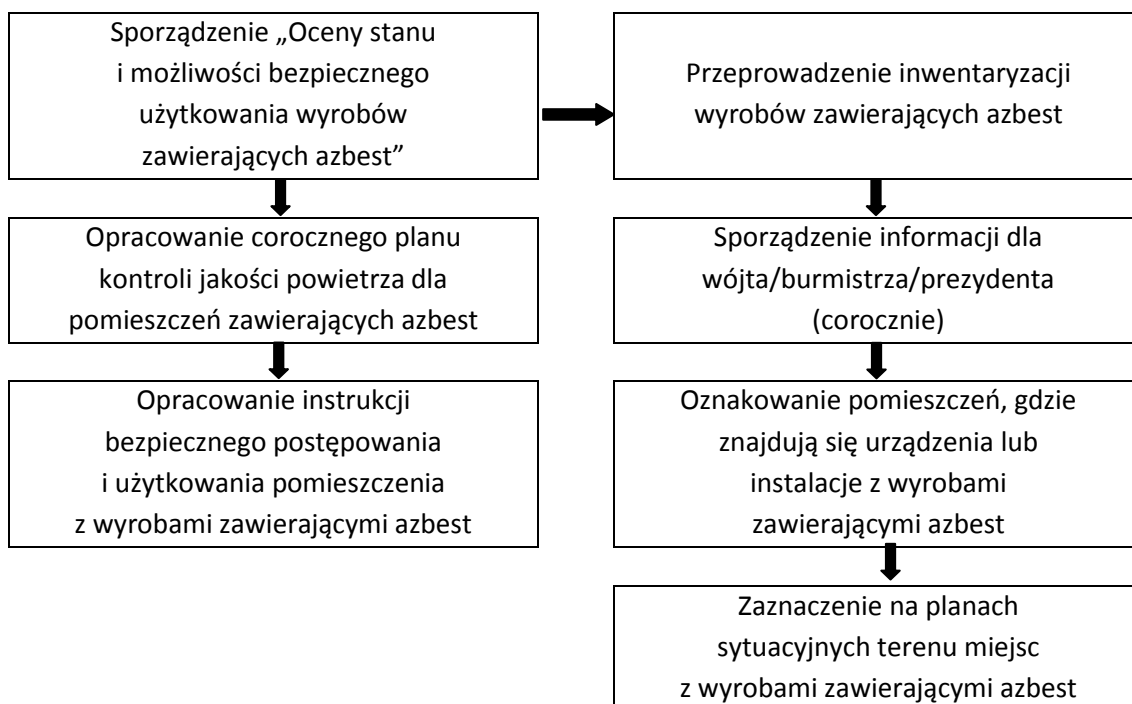 Sporządzenie „Oceny stanu
i możliwości bezpiecznego
użytkowania wyrobów
zawierających azbest”
Przeprowadzenie inwentaryzacji
wyrobów zawierających azbest
Opracowanie corocznego planu
kontroli jakości powietrza dla
pomieszczeń zawierających azbest
Sporządzenie informacji dla
wójta/burmistrza/prezydenta
(corocznie)
Opracowanie instrukcji
bezpiecznego postępowania
i użytkowania pomieszczenia
z wyrobami zawierającymi azbest
Oznakowanie pomieszczeń, gdzie
znajdują się urządzenia lub
instalacje z wyrobami
zawierającymi azbest
Zaznaczenie na planach
sytuacyjnych terenu miejsc
z wyrobami zawierającymi azbest